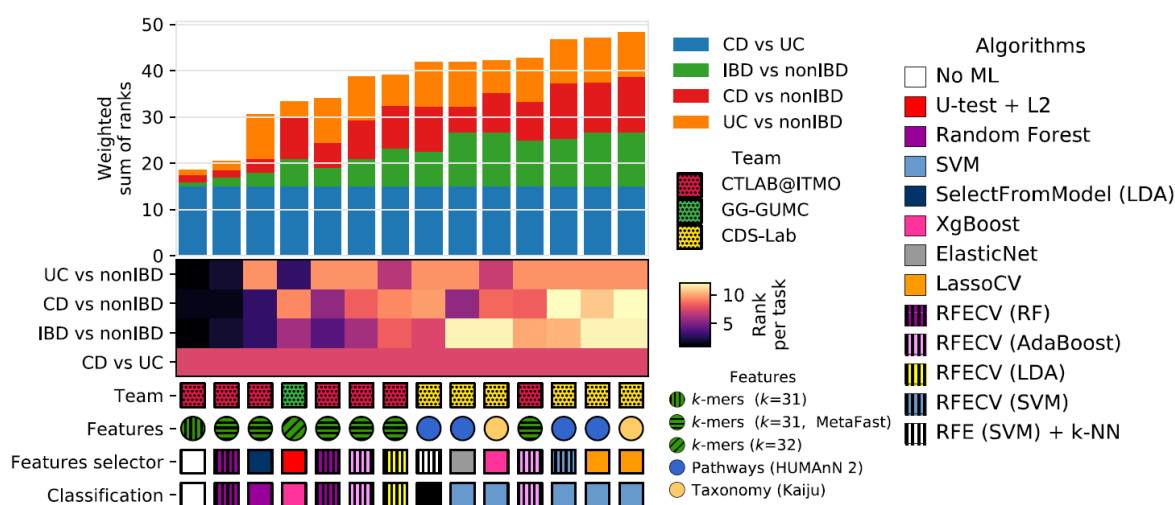 50
40
30
20
10
0
Weighted
sum of ranks
CD vs UC
IBD vs nonIBD
CD vs nonIBD
UC vs nonIBD
Team
CTLAB@ITMO
GG-GUMC
CDS-Lab
UC vs nonIBD
CD vs nonIBD
IBD vs nonIBD
CD vs UC
Team
Features
Features selector
Classification
10
5
Rank
per task
Features
k-mers (k=31)
k-mers (k=31, MetaFast)
k-mers (k=32)
Pathways (HUMAnN 2)
Taxonomy (Kaiju)
Algorithms
No ML
U-test + L2
Random Forest
SVM
SelectFromModel (LDA)
XgBoost
ElasticNet
LassoCV
RFECV (RF)
RFECV (AdaBoost)
RFECV (LDA)
RFECV (SVM)
RFE (SVM) + k-NN